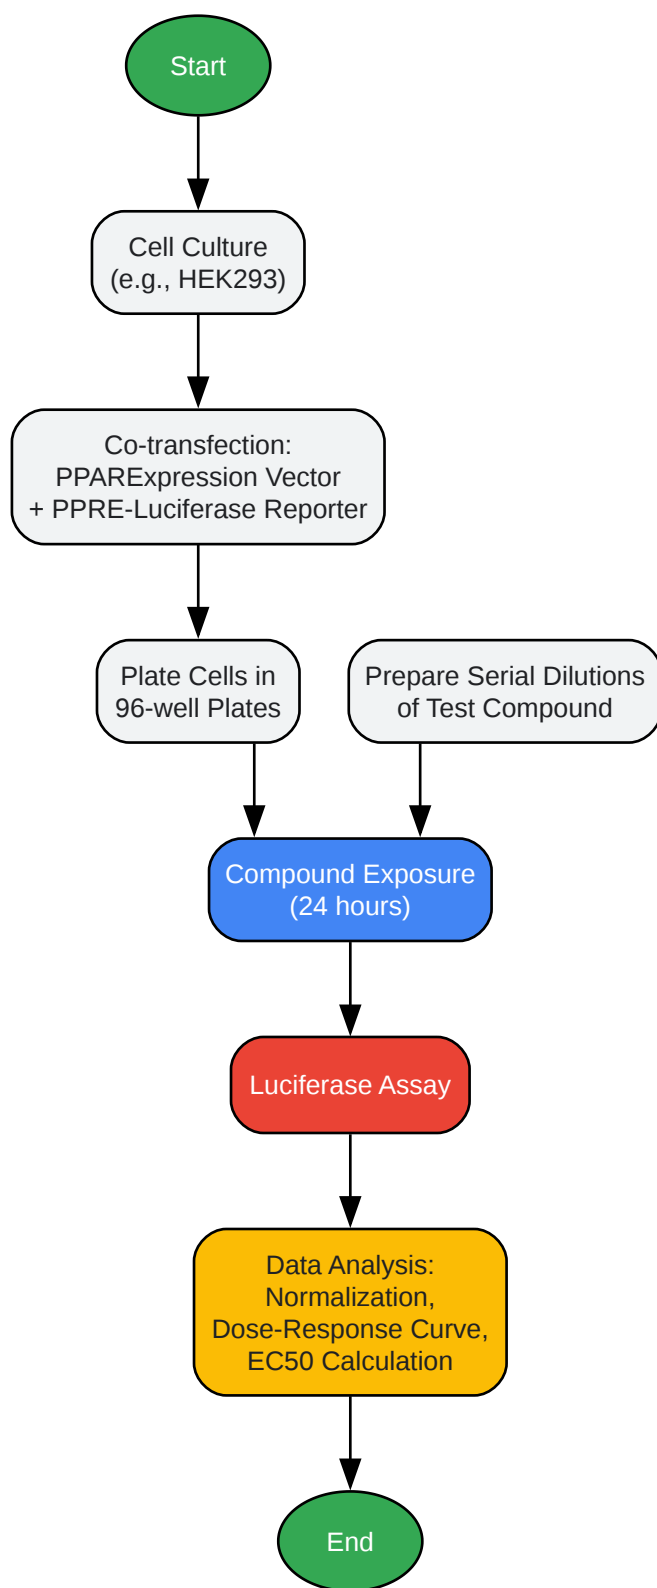 Start
Cell Culture
(e.g., HEK293)
Co-transfection:
PPARExpression Vector
+ PPRE-Luciferase Reporter
Plate Cells in
96-well Plates
Prepare Serial Dilutions
of Test Compound
Compound Exposure
(24 hours)
Luciferase Assay
Data Analysis:
Normalization,
Dose-Response Curve,
EC50 Calculation
End